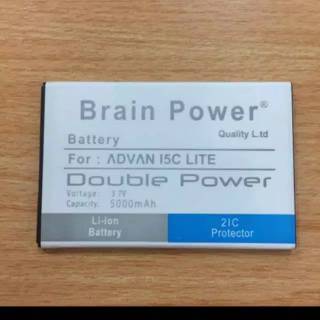 Brain Power®
Quality L.td
Battery
For : ADVAN I5C LITE
Double Power
Voltage : 3.7V
Capacity: 5000mAh
Li-Ion
Battery
2IC
Protector